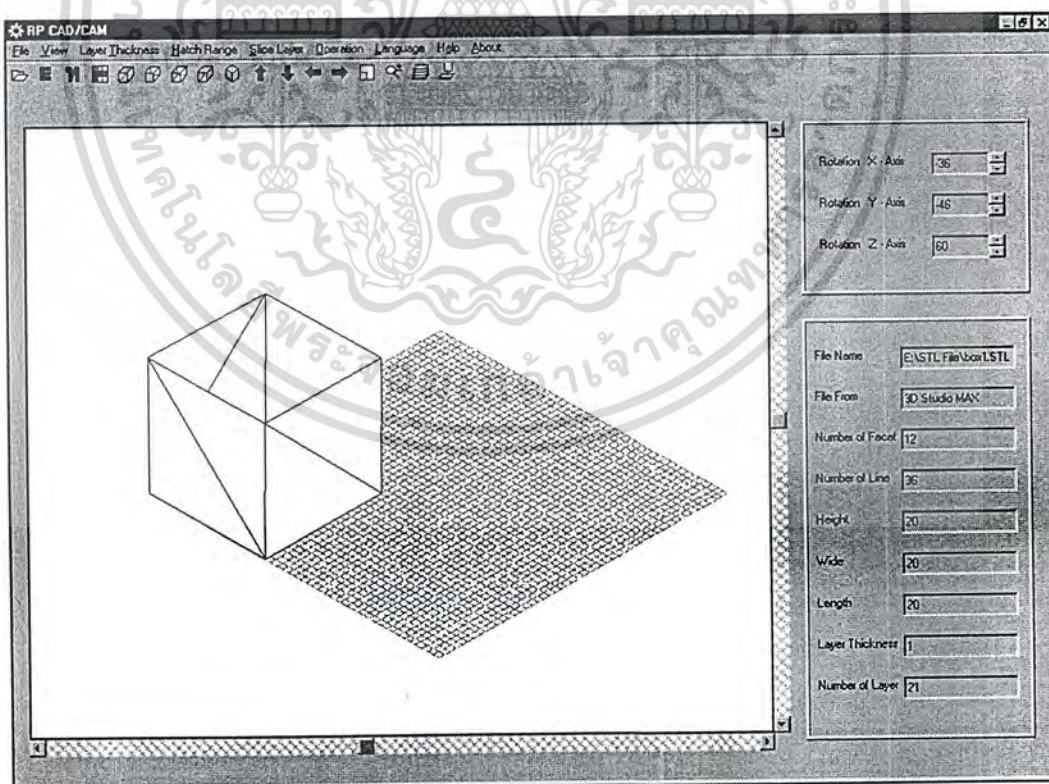 RP CAD/CAM
File View Layer Thickness Hatch Range Slice Layer Operation Language Help About
Rotation X - Axis -36
Rotation Y - Axis -46
Rotation Z - Axis 60
File Name E:\STL File\box1.STL
File From 3D Studio MAX
Number of Facet 12
Number of Line 36
Height 20
Wide 20
Length 20
Layer Thickness 1
Number of Layer 21